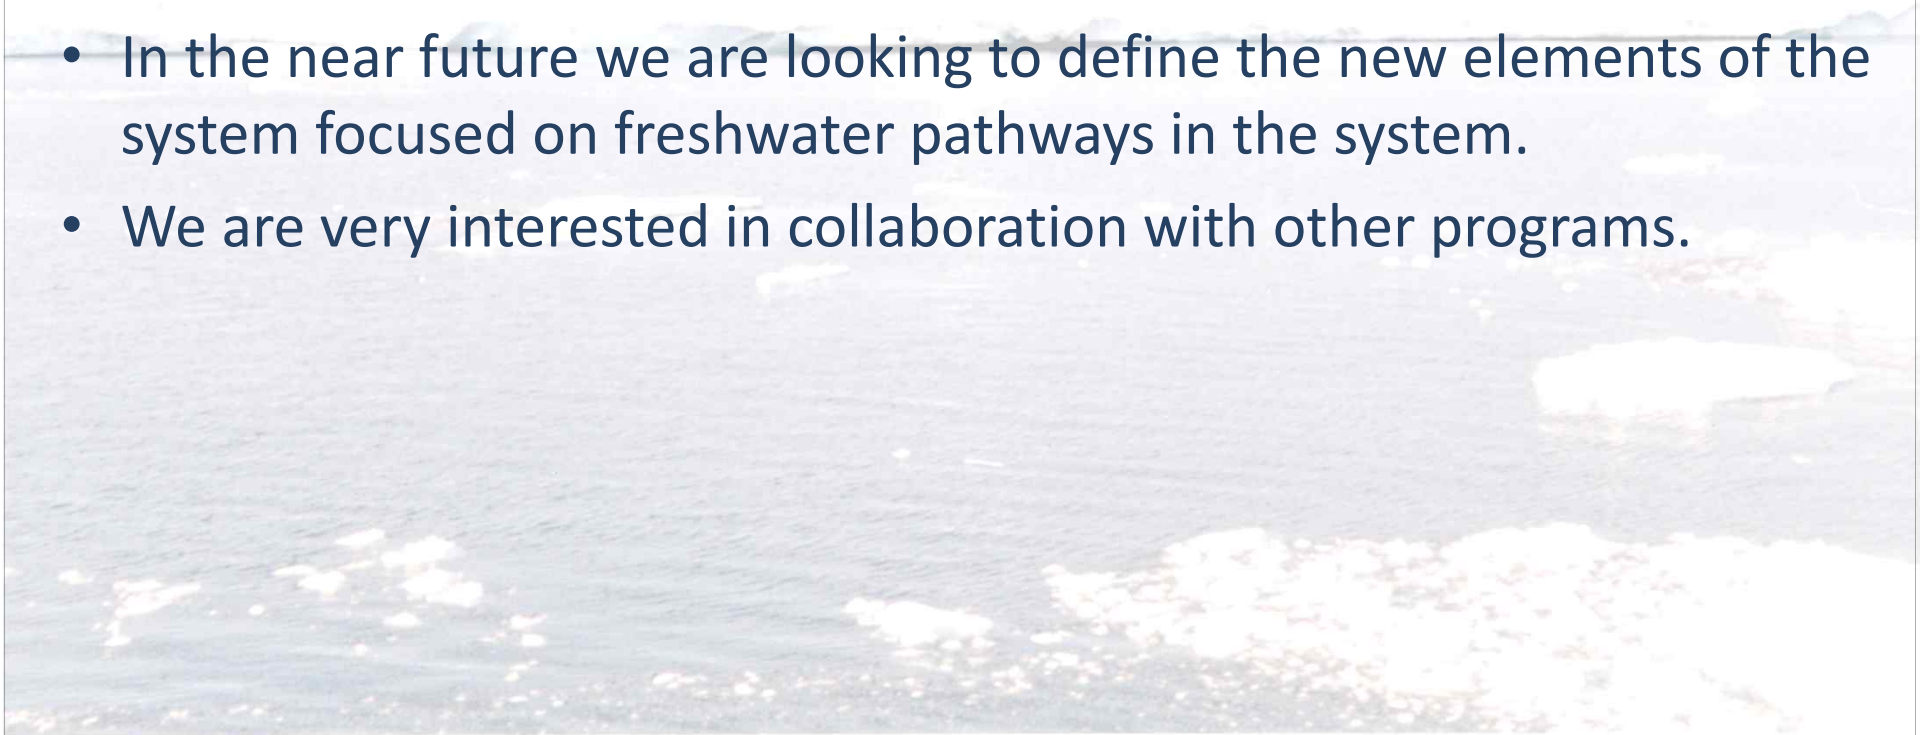 • In the near future we are looking to define the new elements of the
system focused on freshwater pathways in the system.
• We are very interested in collaboration with other programs.